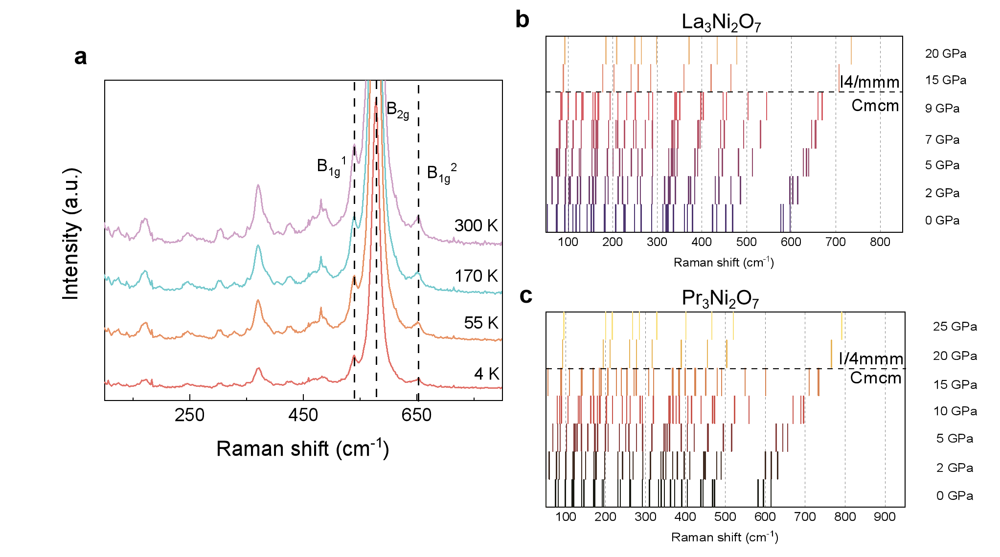 a
Intensity (a.u.)
B₁g¹
B₂g
B₁g²
300 K
170 K
55 K
4 K
250 450 650
Raman shift (cm⁻¹)
b
La₃Ni₂O₇
20 GPa
15 GPa
I4/mmm
Cmcm
9 GPa
7 GPa
5 GPa
2 GPa
0 GPa
100 200 300 400 500 600 700 800
Raman shift (cm⁻¹)
c
Pr₃Ni₂O₇
25 GPa
20 GPa
I/4mmm
Cmcm
15 GPa
10 GPa
5 GPa
2 GPa
0 GPa
100 200 300 400 500 600 700 800 900
Raman shift (cm⁻¹)